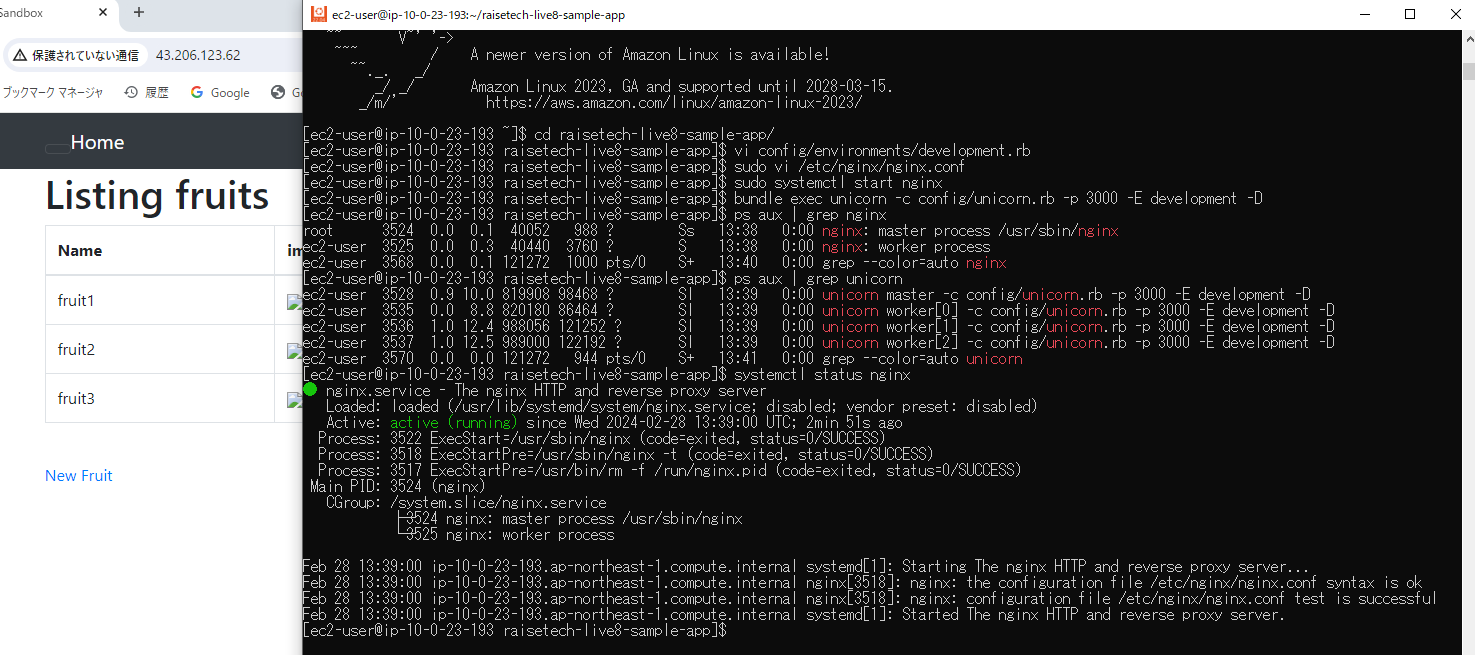 Sandbox
保護されていない通信
43.206.123.62
ブックマーク マネージャ
履歴
Google
Home
Listing fruits
Name
im
fruit1
fruit2
fruit3
New Fruit
ec2-user@ip-10-0-23-193:~/raisetech-live8-sample-app
~~       V~' '->
~~~         /    A newer version of Amazon Linux is available!
~~._.   _/
_/ _/       Amazon Linux 2023, GA and supported until 2028-03-15.
_/m/'           https://aws.amazon.com/linux/amazon-linux-2023/
[ec2-user@ip-10-0-23-193 ~]$ cd raisetech-live8-sample-app/
[ec2-user@ip-10-0-23-193 raisetech-live8-sample-app]$ vi config/environments/development.rb
[ec2-user@ip-10-0-23-193 raisetech-live8-sample-app]$ sudo vi /etc/nginx/nginx.conf
[ec2-user@ip-10-0-23-193 raisetech-live8-sample-app]$ sudo systemctl start nginx
[ec2-user@ip-10-0-23-193 raisetech-live8-sample-app]$ bundle exec unicorn -c config/unicorn.rb -p 3000 -E development -D
[ec2-user@ip-10-0-23-193 raisetech-live8-sample-app]$ ps aux | grep nginx
root      3524  0.0  0.1  40052   988 ?        Ss   13:38   0:00 nginx: master process /usr/sbin/nginx
ec2-user  3525  0.0  0.3  40440  3760 ?        S    13:38   0:00 nginx: worker process
ec2-user  3568  0.0  0.1 121272  1000 pts/0    S+   13:40   0:00 grep --color=auto nginx
[ec2-user@ip-10-0-23-193 raisetech-live8-sample-app]$ ps aux | grep unicorn
ec2-user  3528  0.9 10.0 819908 98468 ?        Sl   13:39   0:00 unicorn master -c config/unicorn.rb -p 3000 -E development -D
ec2-user  3535  0.0  8.8 820180 86464 ?        Sl   13:39   0:00 unicorn worker[0] -c config/unicorn.rb -p 3000 -E development -D
ec2-user  3536  1.0 12.4 988056 121252 ?       Sl   13:39   0:00 unicorn worker[1] -c config/unicorn.rb -p 3000 -E development -D
ec2-user  3537  1.0 12.5 989000 122192 ?       Sl   13:39   0:00 unicorn worker[2] -c config/unicorn.rb -p 3000 -E development -D
ec2-user  3570  0.0  0.0 121272   944 pts/0    S+   13:41   0:00 grep --color=auto unicorn
[ec2-user@ip-10-0-23-193 raisetech-live8-sample-app]$ systemctl status nginx
● nginx.service - The nginx HTTP and reverse proxy server
Loaded: loaded (/usr/lib/systemd/system/nginx.service; disabled; vendor preset: disabled)
Active: active (running) since Wed 2024-02-28 13:39:00 UTC; 2min 51s ago
Process: 3522 ExecStart=/usr/sbin/nginx (code=exited, status=0/SUCCESS)
Process: 3518 ExecStartPre=/usr/sbin/nginx -t (code=exited, status=0/SUCCESS)
Process: 3517 ExecStartPre=/usr/bin/rm -f /run/nginx.pid (code=exited, status=0/SUCCESS)
Main PID: 3524 (nginx)
CGroup: /system.slice/nginx.service
├─3524 nginx: master process /usr/sbin/nginx
└─3525 nginx: worker process
Feb 28 13:39:00 ip-10-0-23-193.ap-northeast-1.compute.internal systemd[1]: Starting The nginx HTTP and reverse proxy server...
Feb 28 13:39:00 ip-10-0-23-193.ap-northeast-1.compute.internal nginx[3518]: nginx: the configuration file /etc/nginx/nginx.conf syntax is ok
Feb 28 13:39:00 ip-10-0-23-193.ap-northeast-1.compute.internal nginx[3518]: nginx: configuration file /etc/nginx/nginx.conf test is successful
Feb 28 13:39:00 ip-10-0-23-193.ap-northeast-1.compute.internal systemd[1]: Started The nginx HTTP and reverse proxy server.
[ec2-user@ip-10-0-23-193 raisetech-live8-sample-app]$